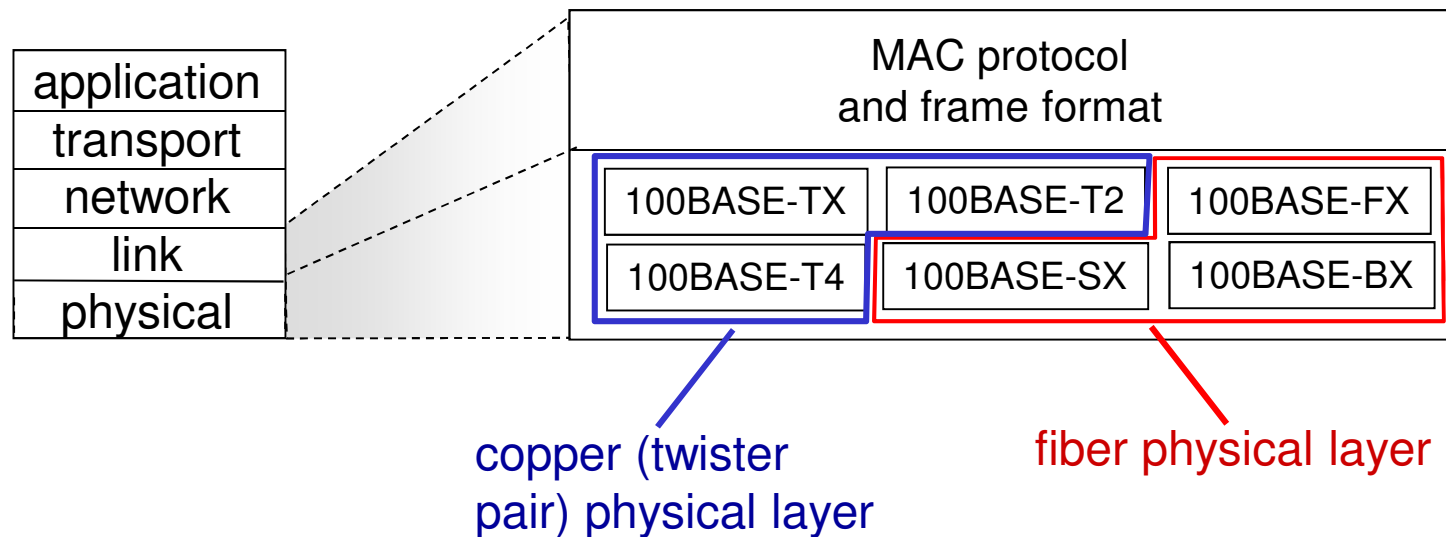 application
transport
network
link
physical
MAC protocol
and frame format
100BASE-TX
100BASE-T2
100BASE-FX
100BASE-T4
100BASE-SX
100BASE-BX
copper (twister
pair) physical layer
fiber physical layer